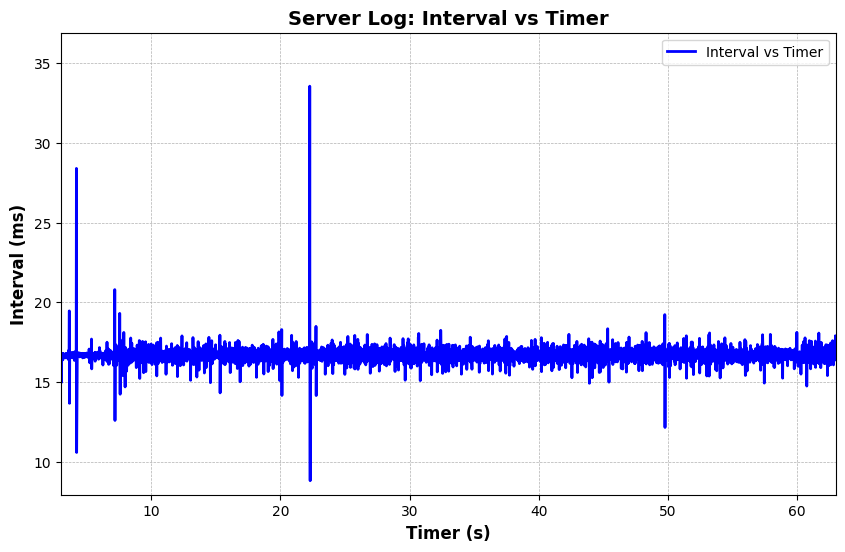 Server Log: Interval vs Timer
Interval vs Timer
35
30
25
20
15
10
Interval (ms)
10 20 30 40 50 60
Timer (s)